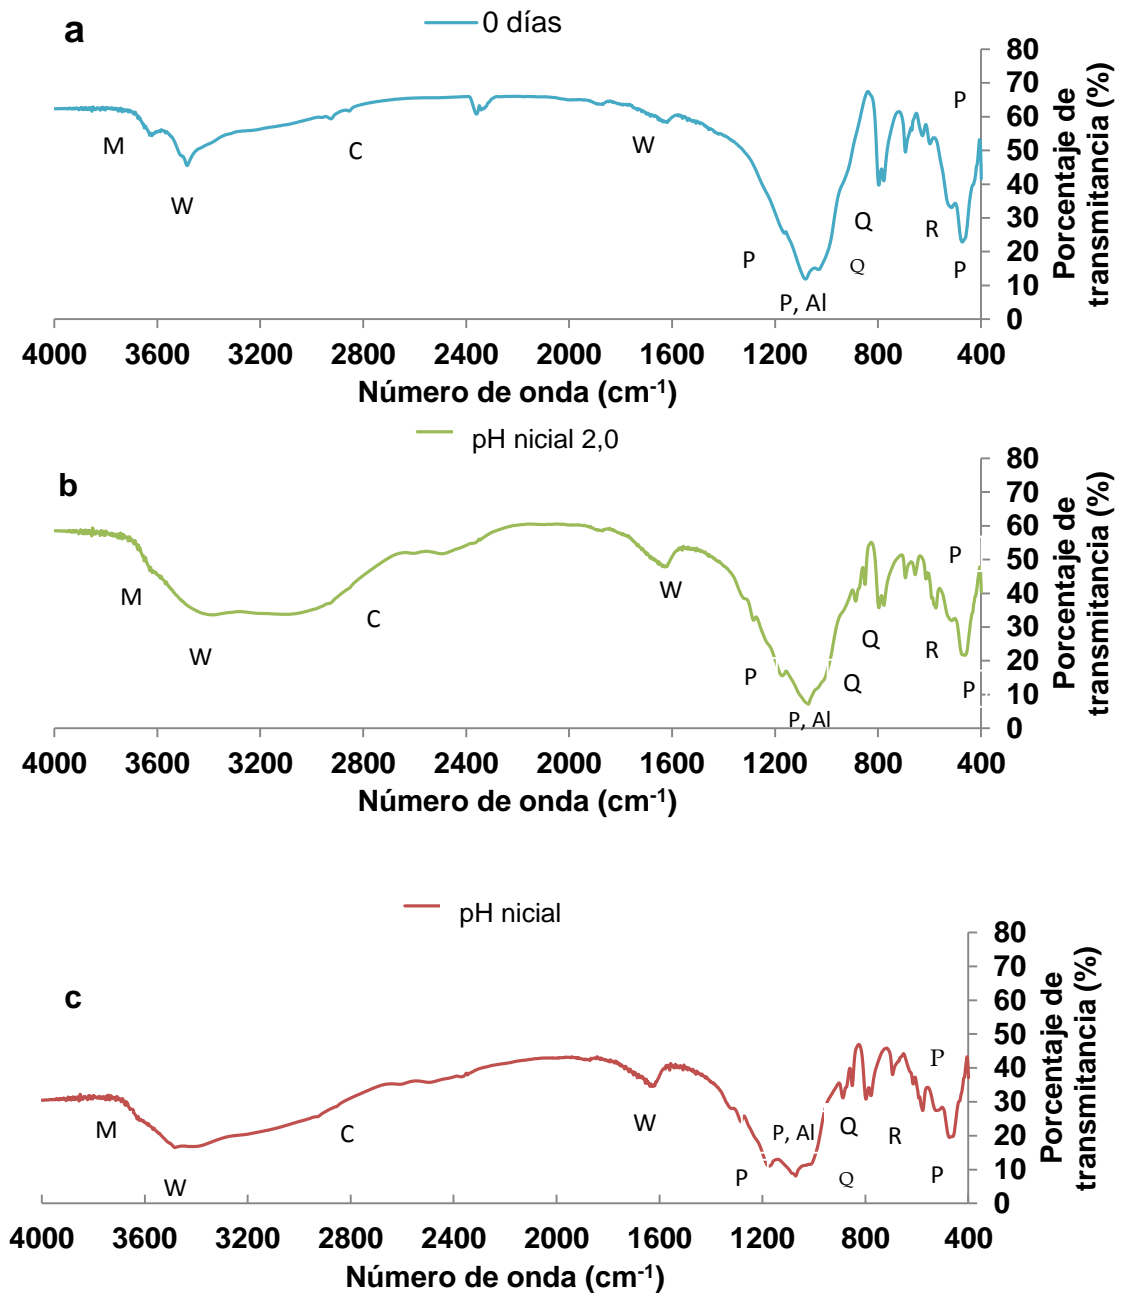 a
0 días
80
70
60
50
40
30
20
10
0
Porcentaje de
transmitancia (%)
M
W
C
W
P
P, Al
Q
Q
R
P
P
4000 3600 3200 2800 2400 2000 1600 1200 800 400
Número de onda (cm-1)
pH nicial 2,0
b
80
70
60
50
40
30
20
10
0
Porcentaje de
transmitancia (%)
M
W
C
W
P
P, Al
Q
Q
R
P
P
4000 3600 3200 2800 2400 2000 1600 1200 800 400
Número de onda (cm-1)
pH nicial
c
80
70
60
50
40
30
20
10
0
Porcentaje de
transmitancia (%)
M
W
C
W
P
P, Al
Q
Q
R
P
P
4000 3600 3200 2800 2400 2000 1600 1200 800 400
Número de onda (cm-1)